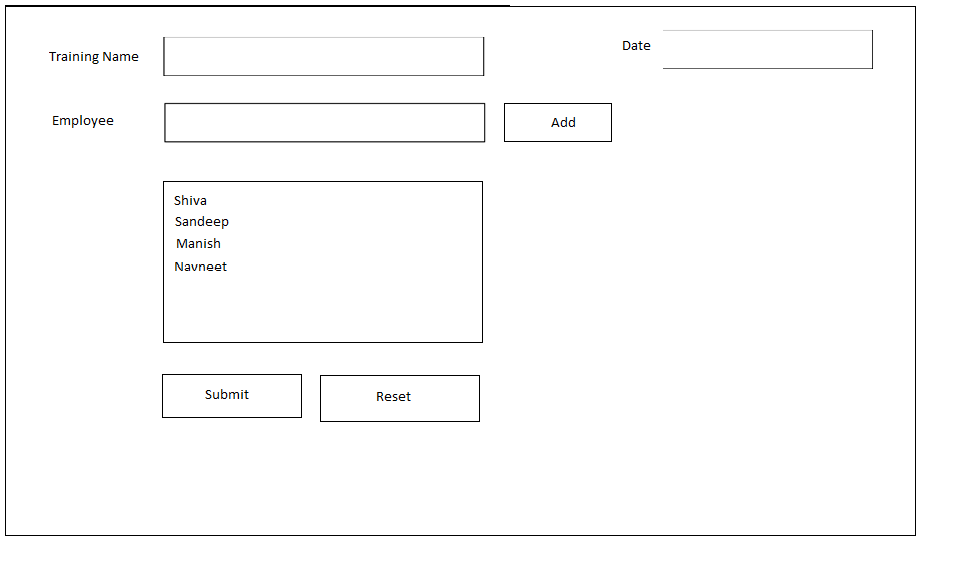 Training Name
Date
Employee
Add
Shiva
Sandeep
Manish
Navneet
Submit
Reset